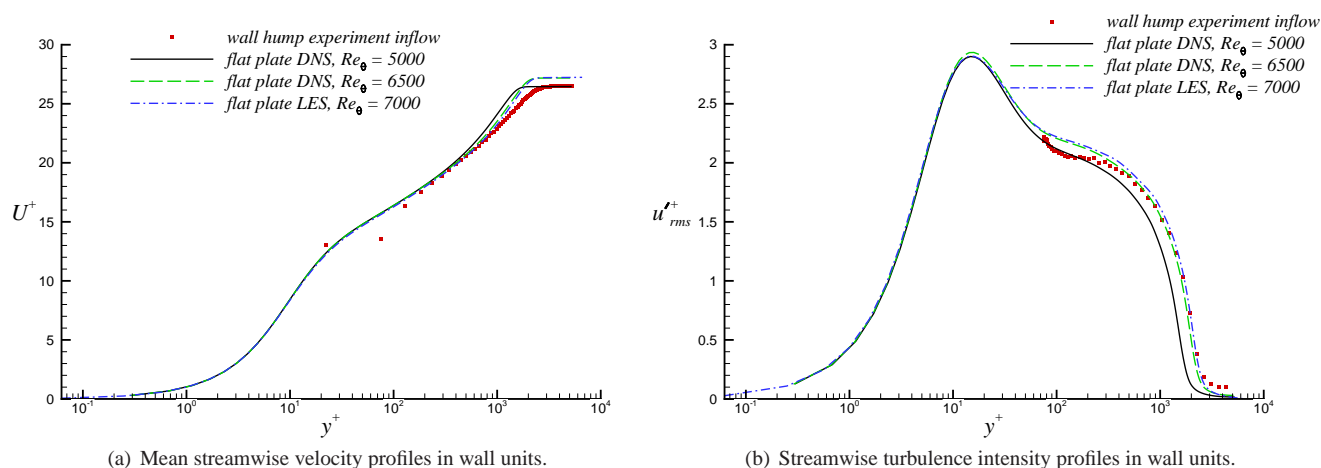 wall hump experiment inflow
flat plate DNS, Reθ = 5000
flat plate DNS, Reθ = 6500
flat plate LES, Reθ = 7000
30
25
20
15
10
5
0
U+
10-1
100
101
102
103
104
y+
(a) Mean streamwise velocity profiles in wall units.
wall hump experiment inflow
flat plate DNS, Reθ = 5000
flat plate DNS, Reθ = 6500
flat plate LES, Reθ = 7000
3
2.5
2
1.5
1
0.5
0
u′+rms
10-1
100
101
102
103
104
y+
(b) Streamwise turbulence intensity profiles in wall units.